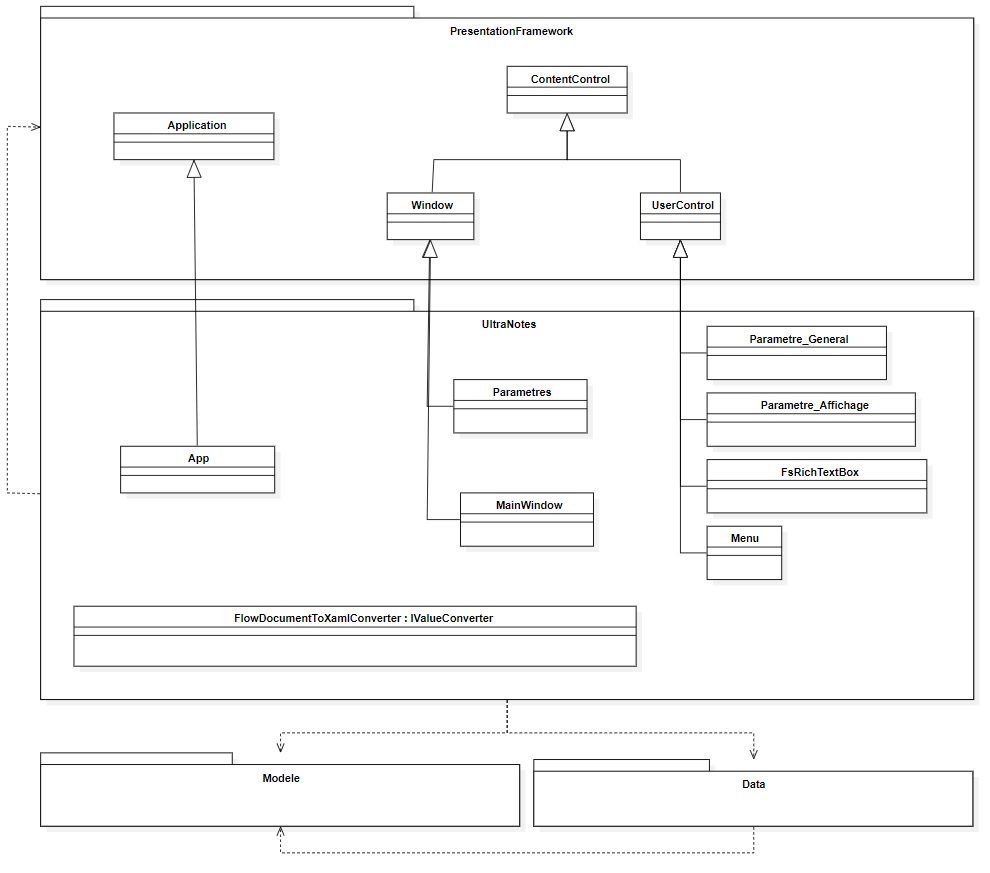 PresentationFramework
ContentControl
Application
Window
UserControl
UltraNotes
Parametre_General
Parametres
Parametre_Affichage
App
FsRichTextBox
MainWindow
Menu
FlowDocumentToXamlConverter : IValueConverter
Modele
Data